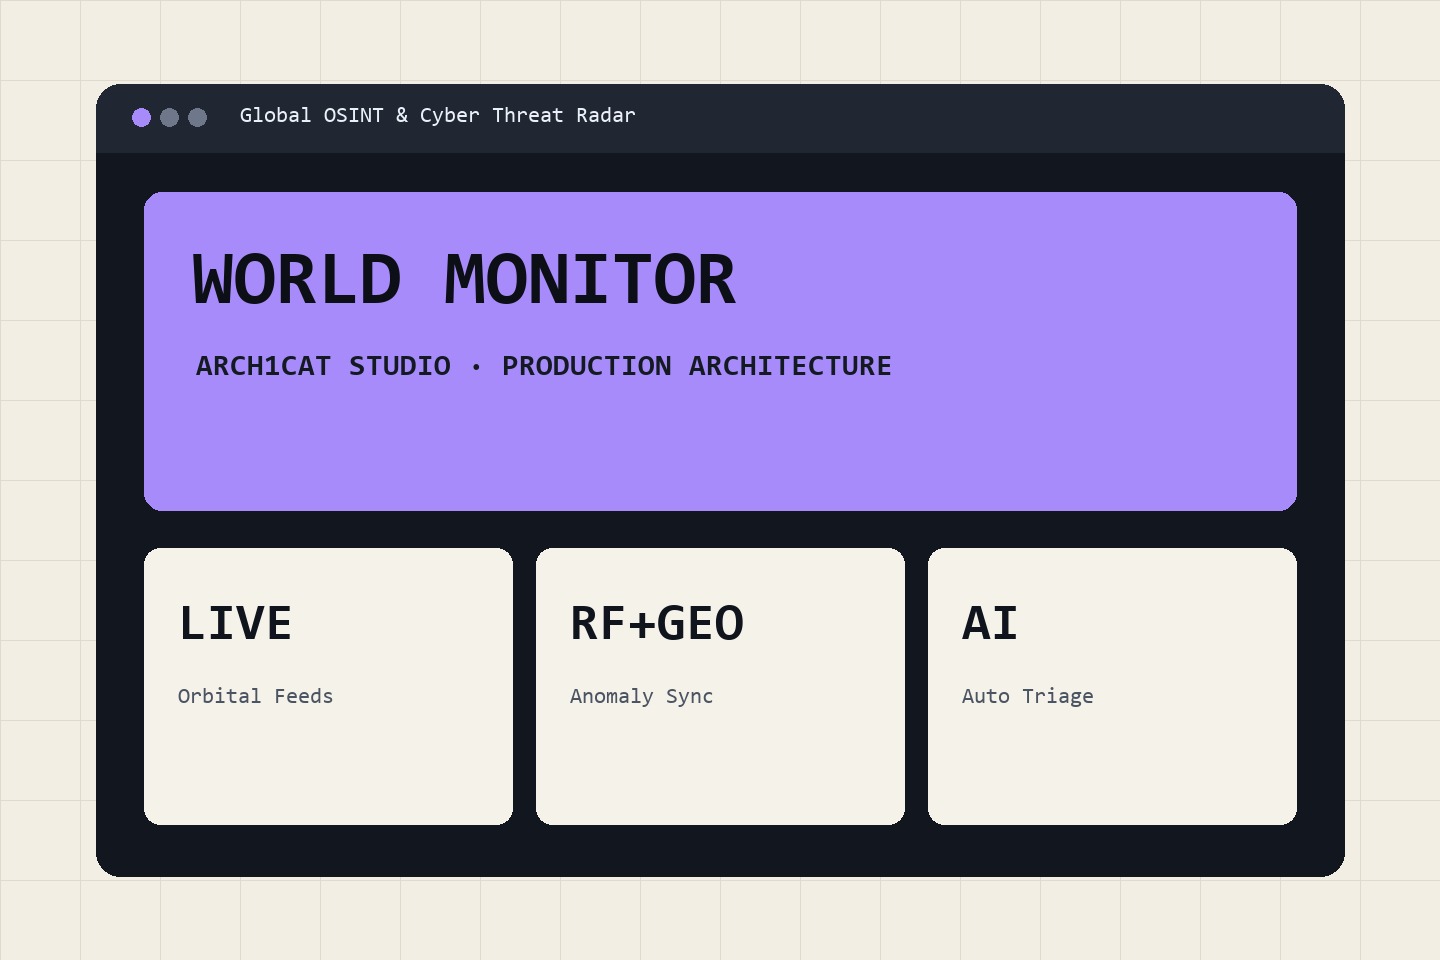 Global OSINT & Cyber Threat Radar
WORLD MONITOR
ARCH1CAT STUDIO · PRODUCTION ARCHITECTURE
LIVE
Orbital Feeds
RF+GEO
Anomaly Sync
AI
Auto Triage